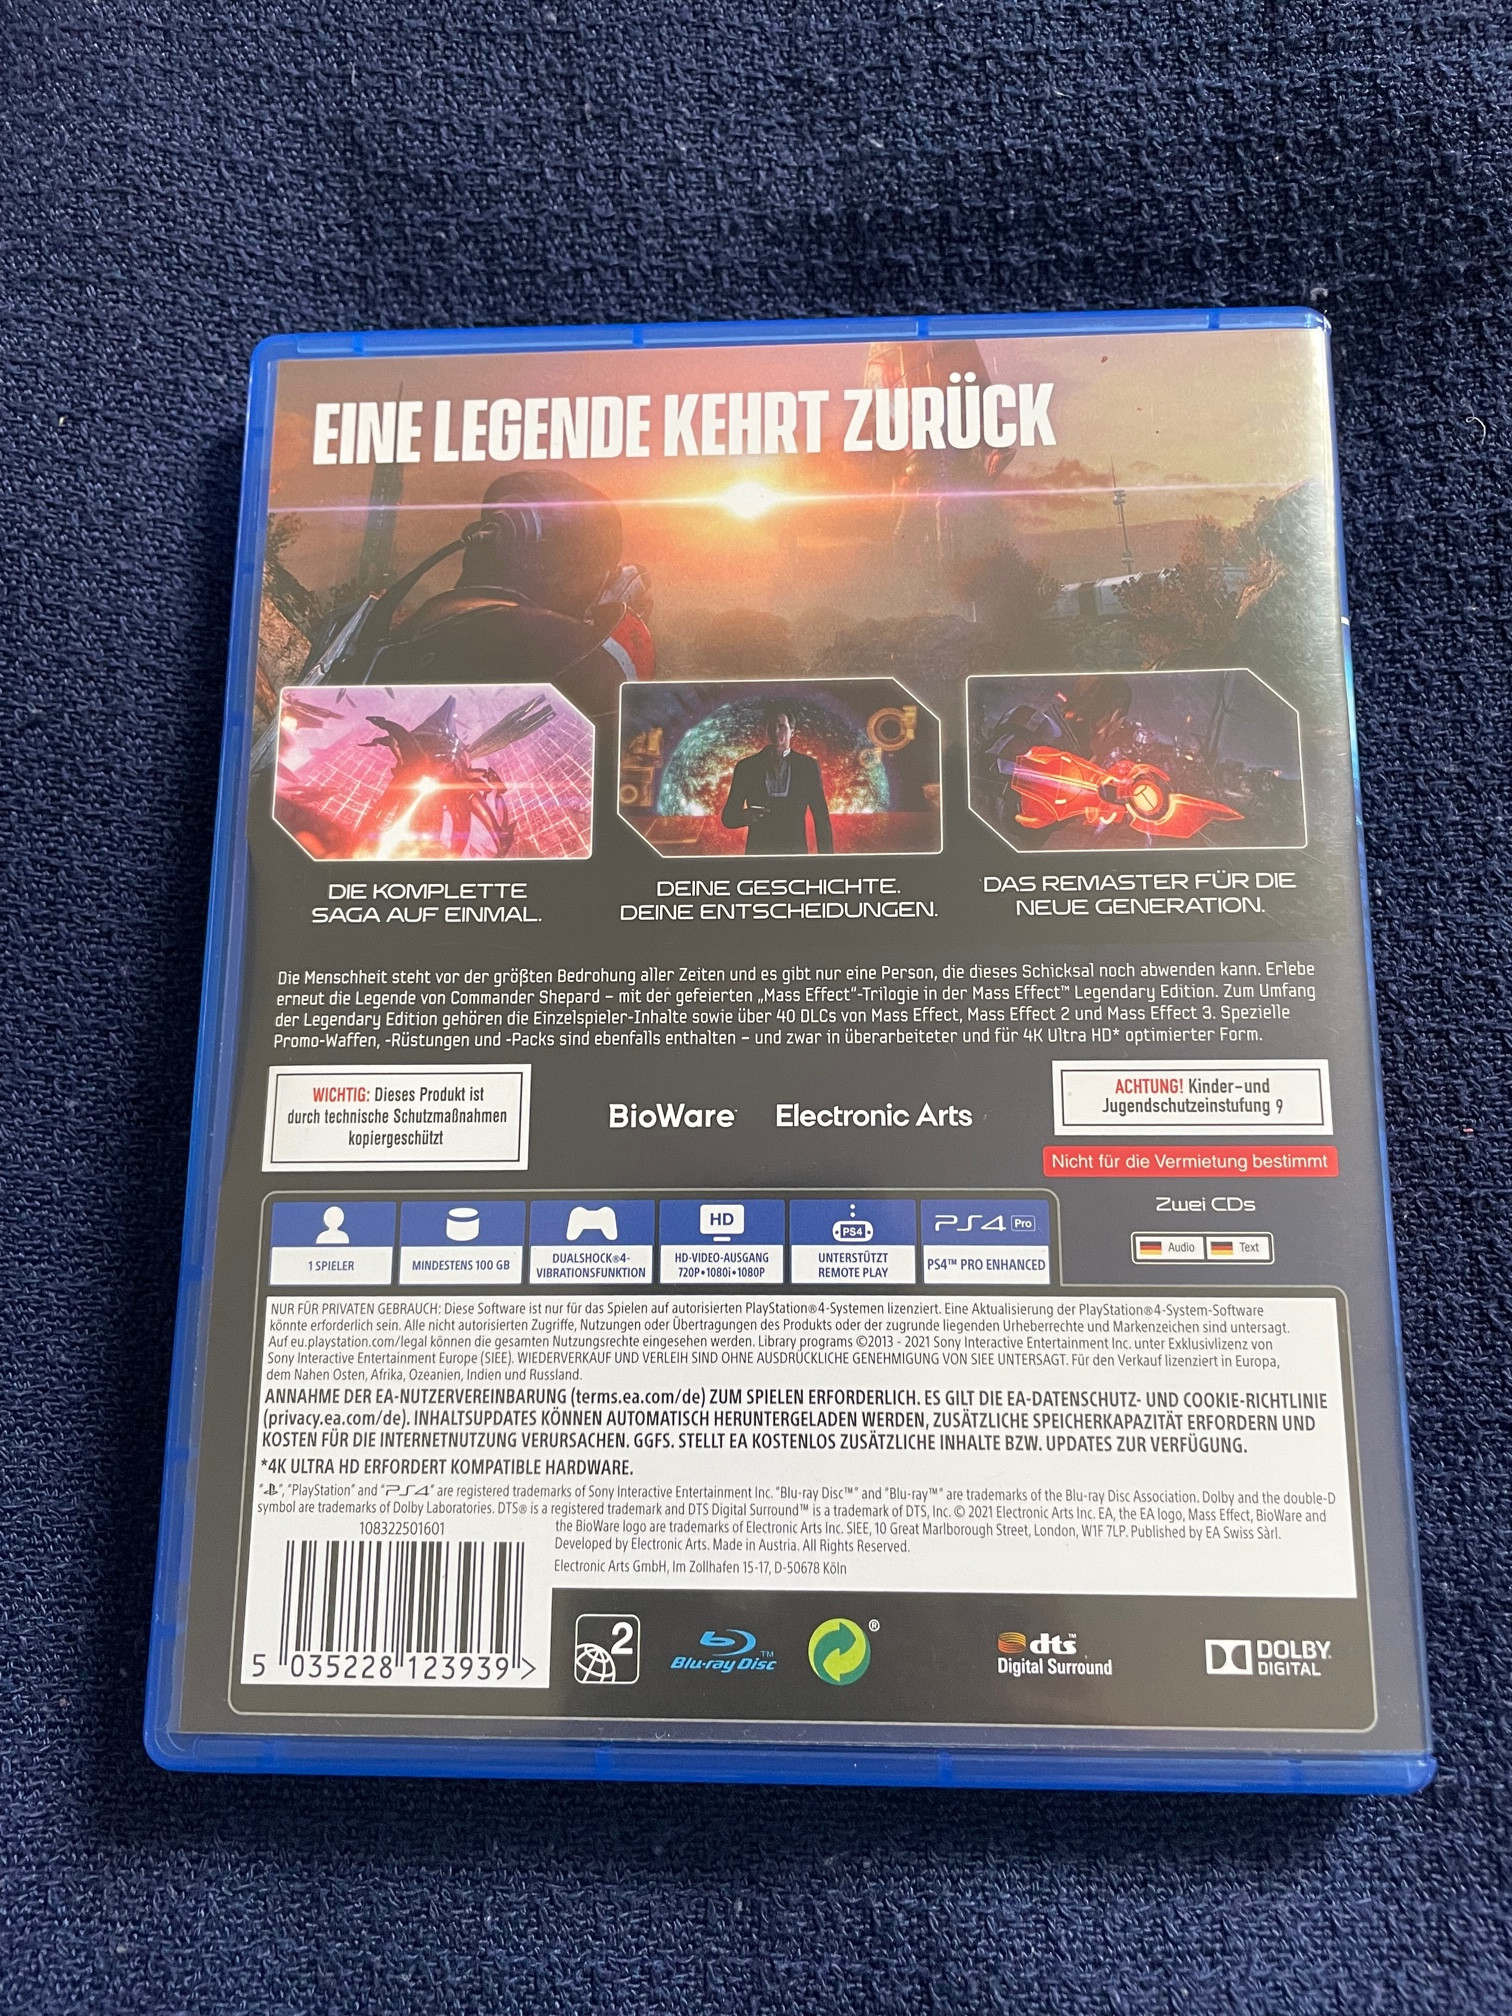 EINE LEGENDE KEHRT ZURÜCK
DIE KOMPLETTE
SAGA AUF EINMAL.
DEINE GESCHICHTE.
DEINE ENTSCHEIDUNGEN.
DAS REMASTER FÜR DIE
NEUE GENERATION.
Die Menschheit steht vor der größten Bedrohung aller Zeiten und es gibt nur eine Person, die dieses Schicksal noch abwenden kann. Erlebe
erneut die Legende von Commander Shepard – mit der gefeierten „Mass Effect“-Trilogie in der Mass Effect™ Legendary Edition. Zum Umfang
der Legendary Edition gehören die Einzelspieler-Inhalte sowie über 40 DLCs von Mass Effect, Mass Effect 2 und Mass Effect 3. Spezielle
Promo-Waffen, -Rüstungen und -Packs sind ebenfalls enthalten – und zwar in überarbeiteter und für 4K Ultra HD* optimierter Form.
WICHTIG: Dieses Produkt ist
durch technische Schutzmaßnahmen
kopiergeschützt
BioWare
Electronic Arts
ACHTUNG! Kinder-und
Jugendschutzeinstufung 9
Nicht für die Vermietung bestimmt
Zwei CDs
Audio
Text
1 SPIELER
MINDESTENS 100 GB
DUALSHOCK®4-
VIBRATIONSFUNKTION
HD
HD-VIDEO-AUSGANG
720P•1080i•1080P
PS4
UNTERSTÜTZT
REMOTE PLAY
PS4 Pro
PS4™ PRO ENHANCED
NUR FÜR PRIVATEN GEBRAUCH: Diese Software ist nur für das Spielen auf autorisierten PlayStation®4-Systemen lizenziert. Eine Aktualisierung der PlayStation®4-System-Software
könnte erforderlich sein. Alle nicht autorisierten Zugriffe, Nutzungen oder Übertragungen des Produkts oder der zugrunde liegenden Urheberrechte und Markenzeichen sind untersagt.
Auf eu.playstation.com/legal können die gesamten Nutzungsrechte eingesehen werden. Library programs ©2013 - 2021 Sony Interactive Entertainment Inc. unter Exklusivlizenz von
Sony Interactive Entertainment Europe (SIEE). WIEDERVERKAUF UND VERLEIH SIND OHNE AUSDRÜCKLICHE GENEHMIGUNG VON SIEE UNTERSAGT. Für den Verkauf lizenziert in Europa,
dem Nahen Osten, Afrika, Ozeanien, Indien und Russland.
ANNAHME DER EA-NUTZERVEREINBARUNG (terms.ea.com/de) ZUM SPIELEN ERFORDERLICH. ES GILT DIE EA-DATENSCHUTZ- UND COOKIE-RICHTLINIE
(privacy.ea.com/de). INHALTSUPDATES KÖNNEN AUTOMATISCH HERUNTERGELADEN WERDEN, ZUSÄTZLICHE SPEICHERKAPAZITÄT ERFORDERN UND
KOSTEN FÜR DIE INTERNETNUTZUNG VERURSACHEN. GGFS. STELLT EA KOSTENLOS ZUSÄTZLICHE INHALTE BZW. UPDATES ZUR VERFÜGUNG.
*4K ULTRA HD ERFORDERT KOMPATIBLE HARDWARE.
"PlayStation" and "PS4" are registered trademarks of Sony Interactive Entertainment Inc. "Blu-ray Disc™" and "Blu-ray™" are trademarks of the Blu-ray Disc Association. Dolby and the double-D
symbol are trademarks of Dolby Laboratories. DTS® is a registered trademark and DTS Digital Surround™ is a trademark of DTS, Inc. © 2021 Electronic Arts Inc. EA, the EA logo, Mass Effect, BioWare and
the BioWare logo are trademarks of Electronic Arts Inc. SIEE, 10 Great Marlborough Street, London, W1F 7LP. Published by EA Swiss Sàrl.
Developed by Electronic Arts. Made in Austria. All Rights Reserved.
Electronic Arts GmbH, Im Zollhafen 15-17, D-50678 Köln
108322501601
5 035228 123939 >
2
Blu-ray Disc™
®
dts™
Digital Surround
DOLBY.
DIGITAL